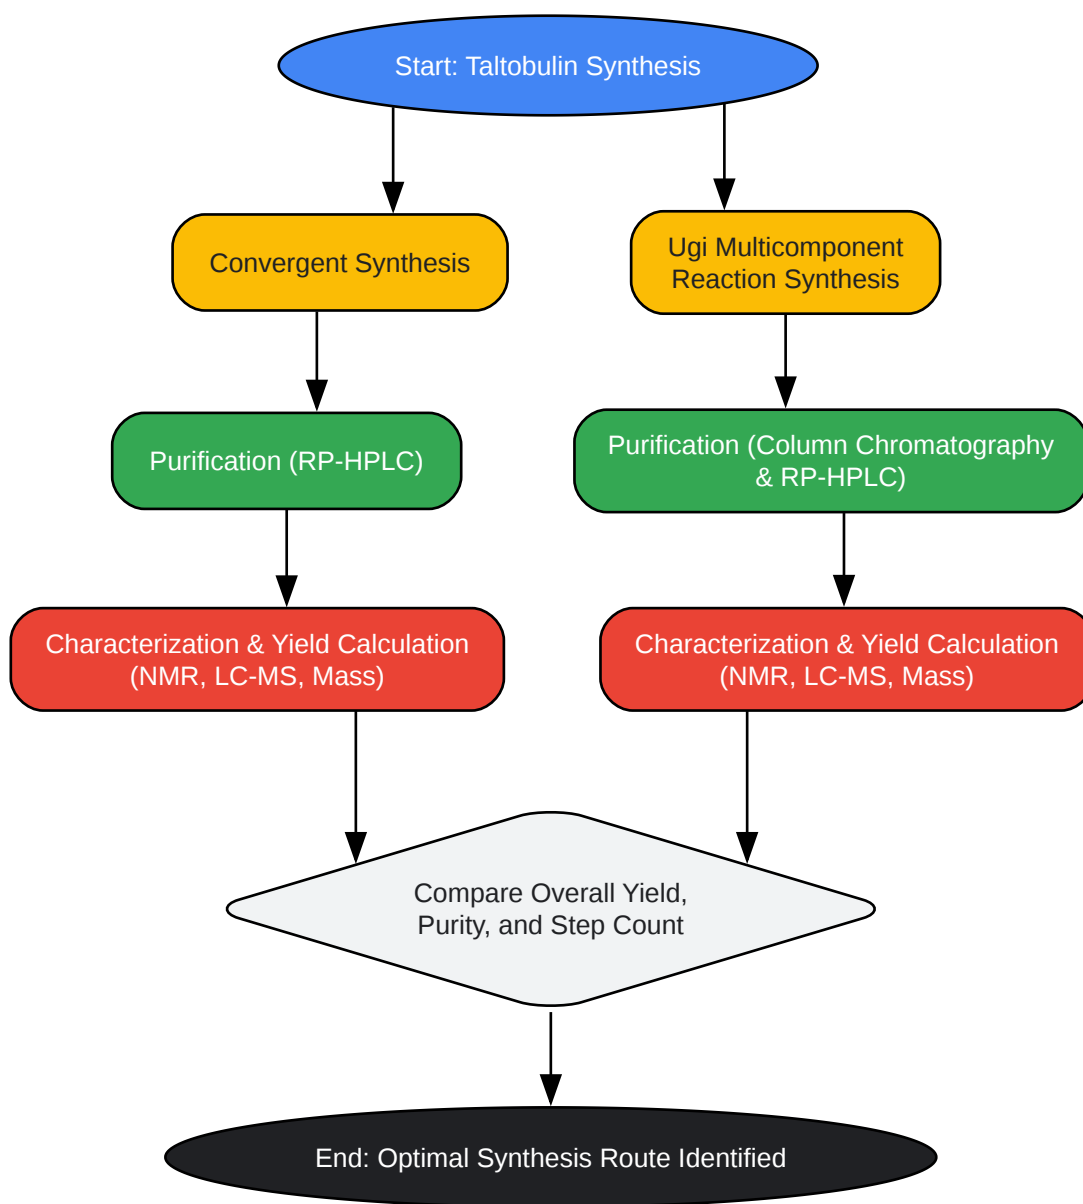 Start: Taltobulin Synthesis
Convergent Synthesis
Ugi Multicomponent
Reaction Synthesis
Purification (RP-HPLC)
Purification (Column Chromatography
& RP-HPLC)
Characterization & Yield Calculation
(NMR, LC-MS, Mass)
Characterization & Yield Calculation
(NMR, LC-MS, Mass)
Compare Overall Yield,
Purity, and Step Count
End: Optimal Synthesis Route Identified